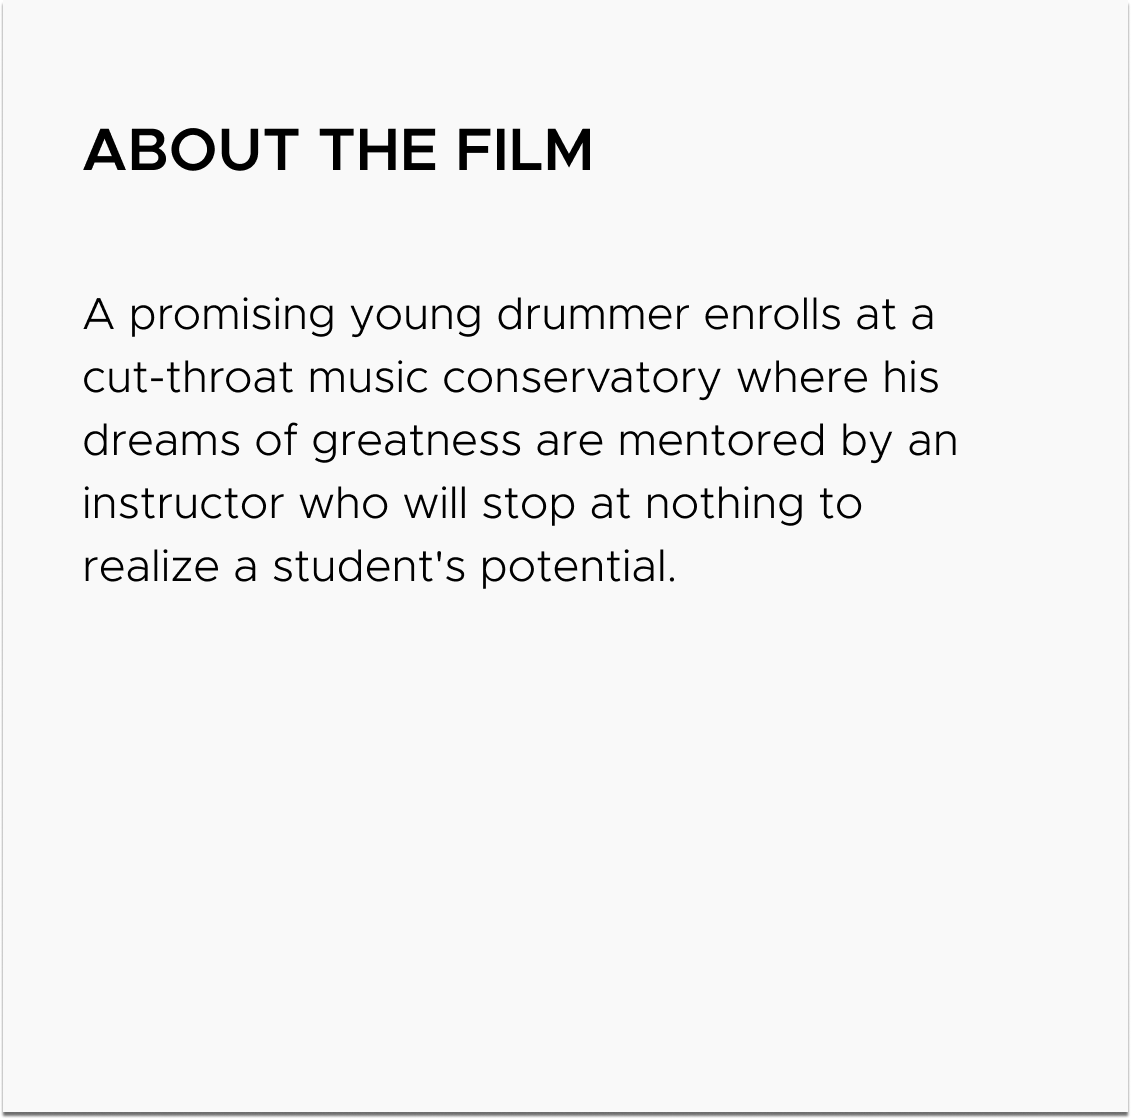 ABOUT THE FILM
A promising young drummer enrolls at a
cut-throat music conservatory where his
dreams of greatness are mentored by an
instructor who will stop at nothing to
realize a student's potential.